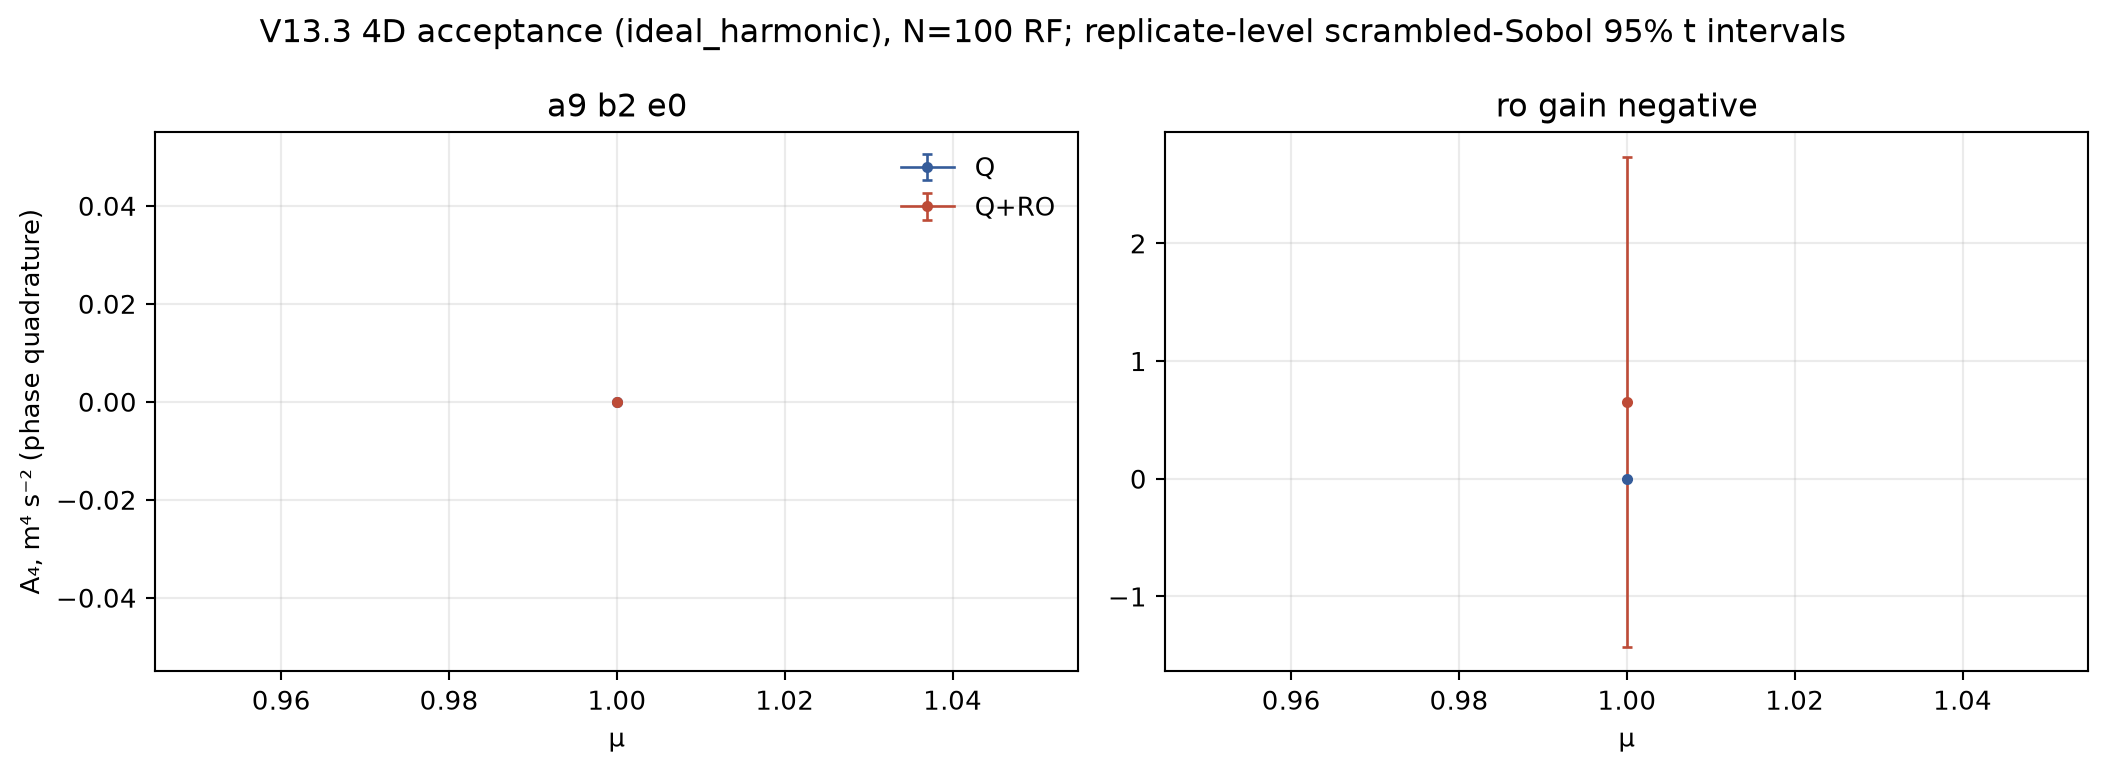 V13.3 4D acceptance (ideal_harmonic), N=100 RF; replicate-level scrambled-Sobol 95% t intervals
a9 b2 e0
Q
Q+RO
A₄, m⁴ s⁻² (phase quadrature)
0.04
0.02
0.00
−0.02
−0.04
0.96
0.98
1.00
1.02
1.04
μ
ro gain negative
2
1
0
−1
0.96
0.98
1.00
1.02
1.04
μ